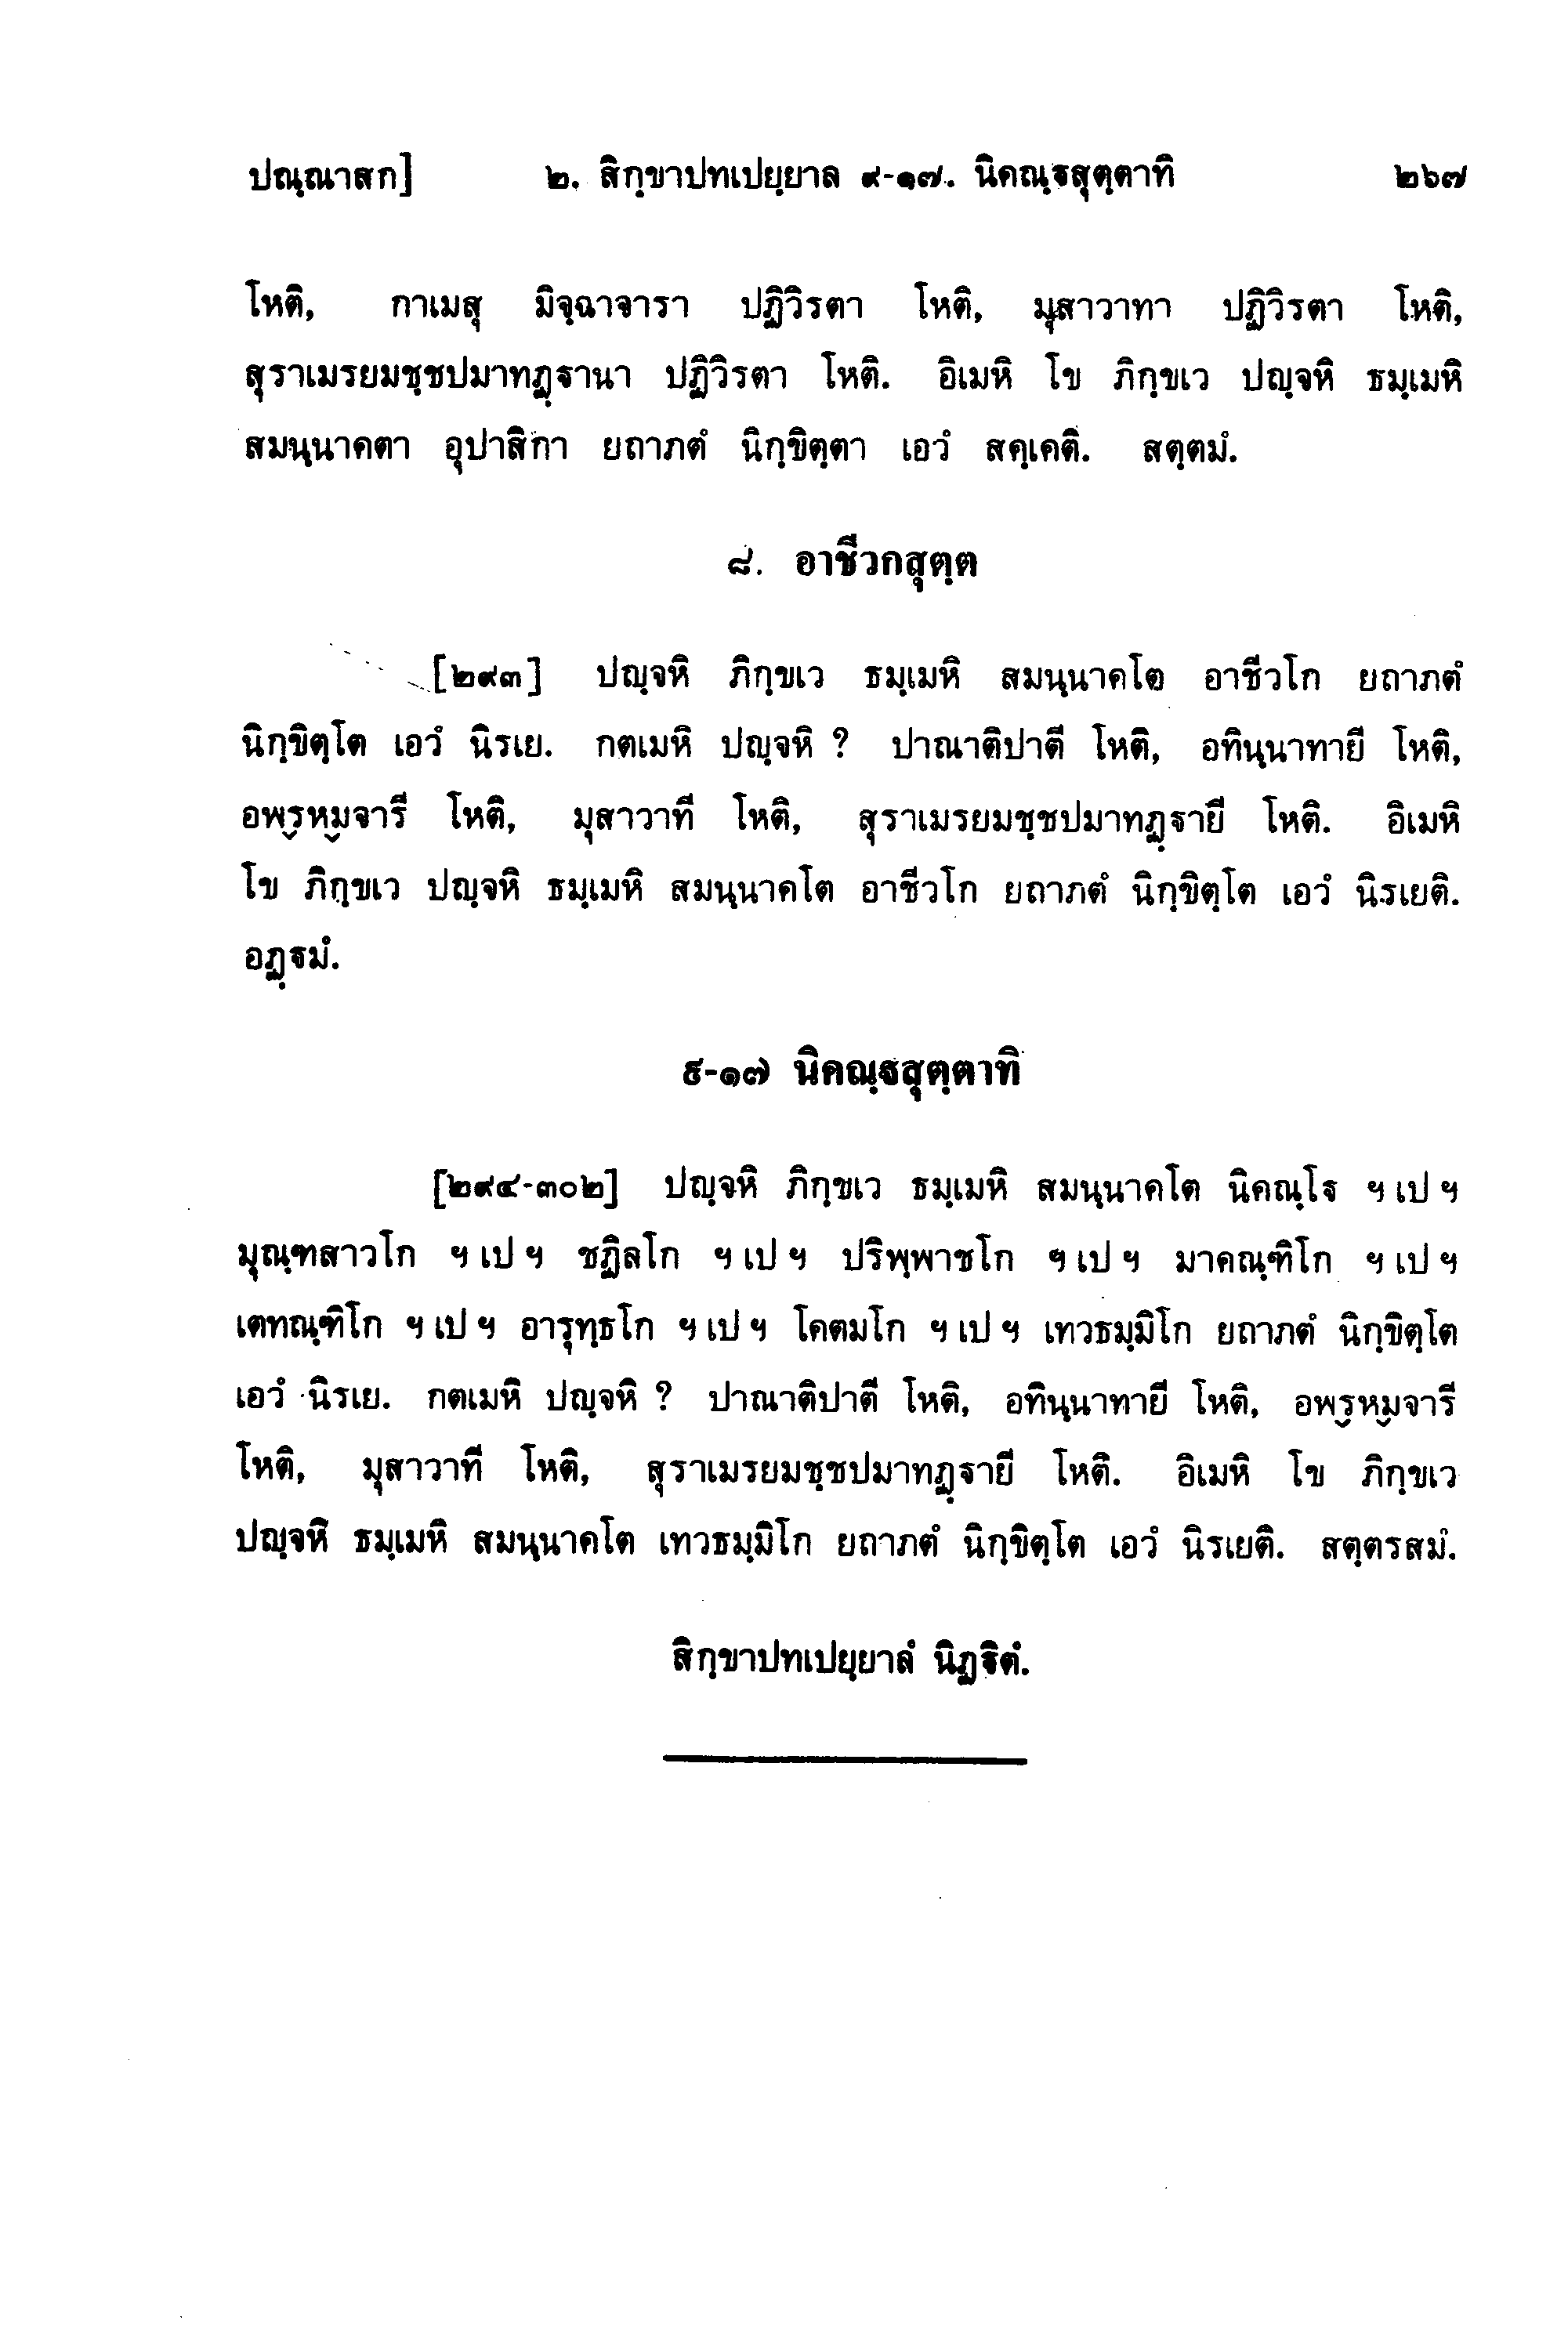 ปณฺณาสก] ๒. สิกฺขาปทเปยฺยาล ๙-๑๗. นิคณฺฐสุตฺตาทิ ๒๖๗
โหติ, กาเมสุ มิจฺฉาจารา ปฏิวิรตา โหติ, มุสาวาทา ปฏิวิรตา โหติ,
สุราเมรยมชฺชปมาทฏฺฐานา ปฏิวิรตา โหติ. อิเมหิ โข ภิกฺขเว ปญฺจหิ ธมฺเมหิ
สมนฺนาคตา อุปาสิกา ยถาภตํ นิกฺขิตฺตา เอวํ สคฺเคติ. สตฺตมํ.
๘. อาชีวกสุตฺต
[๒๙๓] ปญฺจหิ ภิกฺขเว ธมฺเมหิ สมนฺนาคโต อาชีวโก ยถาภตํ
นิกฺขิตฺโต เอวํ นิรเย. กตเมหิ ปญฺจหิ ? ปาณาติปาตี โหติ, อทินฺนาทายี โหติ,
อพฺรหฺมจารี โหติ, มุสาวาที โหติ, สุราเมรยมชฺชปมาทฏฺฐายี โหติ. อิเมหิ
โข ภิกฺขเว ปญฺจหิ ธมฺเมหิ สมนฺนาคโต อาชีวโก ยถาภตํ นิกฺขิตฺโต เอวํ นิรเยติ.
อฏฺฐมํ.
๙-๑๗ นิคณฺฐสุตฺตาทิ
[๒๙๔-๓๐๒] ปญฺจหิ ภิกฺขเว ธมฺเมหิ สมนฺนาคโต นิคณฺโฐ ฯ เป ฯ
มุณฺฑสาวโก ฯ เป ฯ ชฏิลโก ฯ เป ฯ ปริพฺพาชโก ฯ เป ฯ มาคณฺฑิโก ฯ เป ฯ
เตทณฺฑิโก ฯ เป ฯ อารุทฺธโก ฯ เป ฯ โคตมโก ฯ เป ฯ เทวธมฺมิโก ยถาภตํ นิกฺขิตฺโต
เอวํ นิรเย. กตเมหิ ปญฺจหิ ? ปาณาติปาตี โหติ, อทินฺนาทายี โหติ, อพฺรหฺมจารี
โหติ, มุสาวาที โหติ, สุราเมรยมชฺชปมาทฏฺฐายี โหติ. อิเมหิ โข ภิกฺขเว
ปญฺจหิ ธมฺเมหิ สมนฺนาคโต เทวธมฺมิโก ยถาภตํ นิกฺขิตฺโต เอวํ นิรเยติ. สตฺตรสมํ.
สิกฺขาปทเปยฺยาลํ นิฏฺฐิตํ.